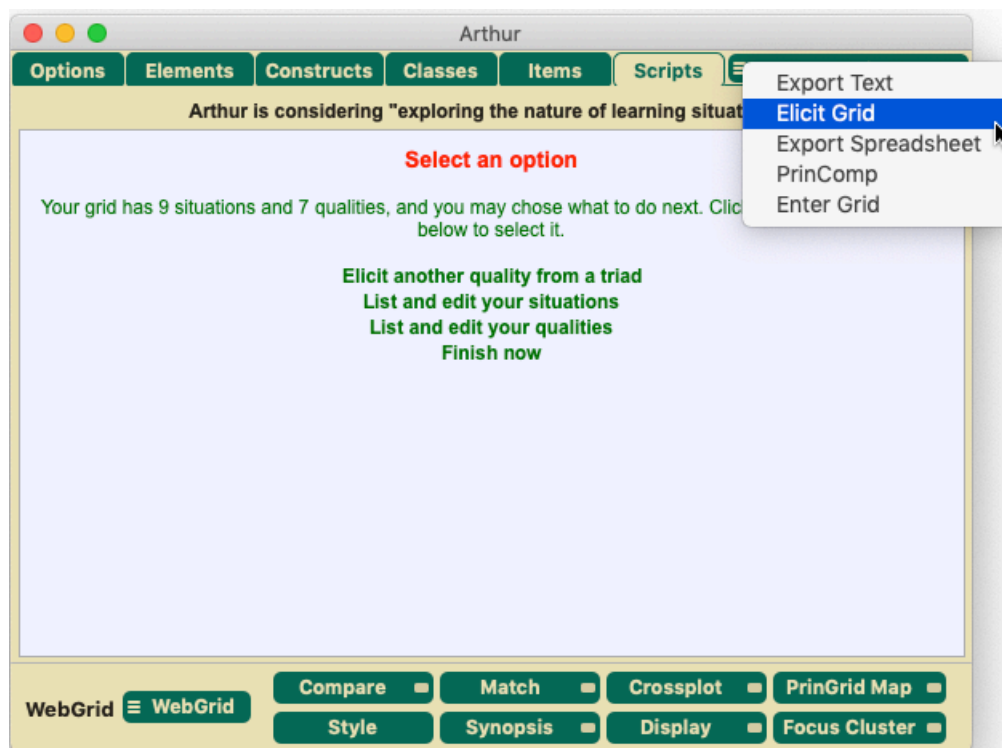 Arthur
Options Elements Constructs Classes Items Scripts
Export Text
Elicit Grid
Export Spreadsheet
PrinComp
Enter Grid
Arthur is considering "exploring the nature of learning situat
Select an option
Your grid has 9 situations and 7 qualities, and you may chose what to do next. Clic
below to select it.
Elicit another quality from a triad
List and edit your situations
List and edit your qualities
Finish now
WebGrid WebGrid
Compare Match Crossplot PrinGrid Map
Style Synopsis Display Focus Cluster